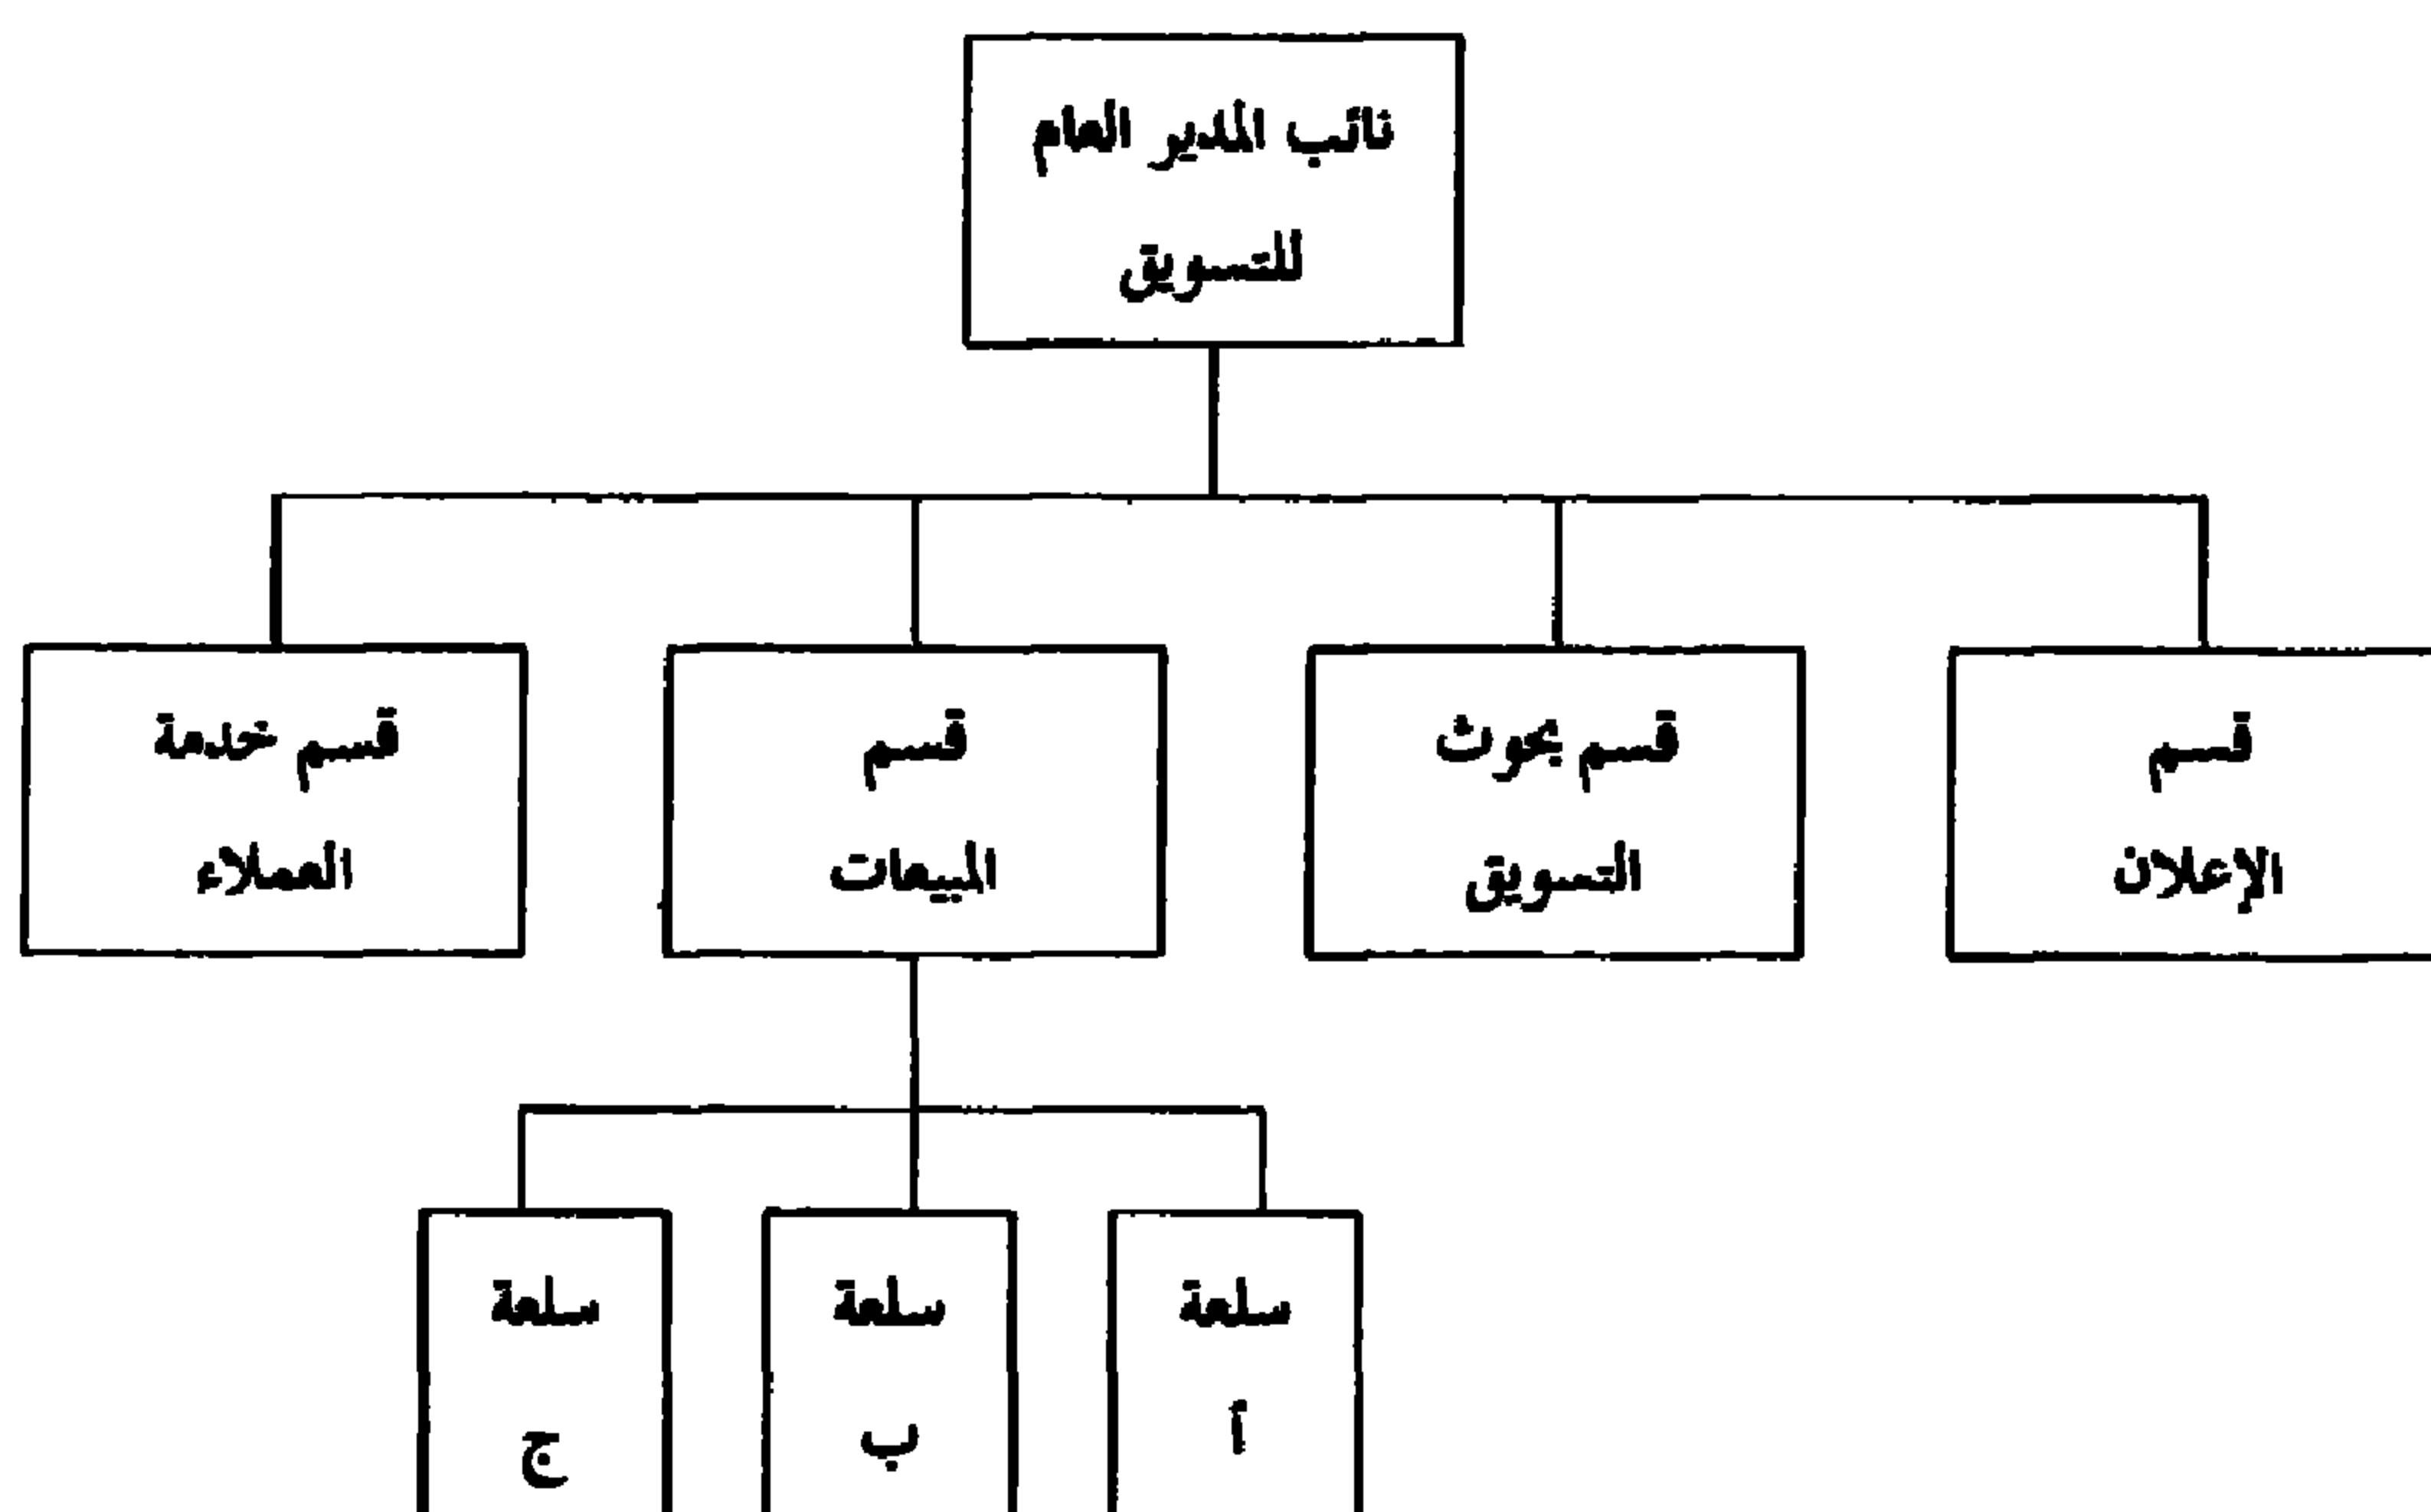 نائب المدير العام
للتسويق
قسم
الإعلان
قسم بحوث
التسويق
قسم
المبيعات
قسم خدمة
العملاء
سلعة
أ
سلعة
ب
سلعة
ج